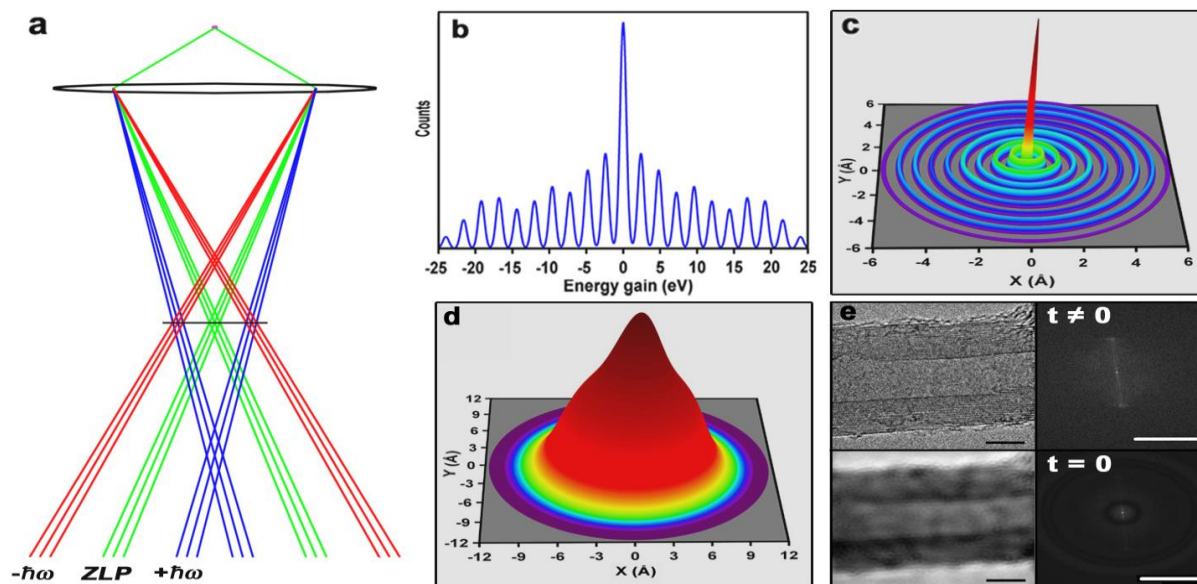 a
-ħω ZLP +ħω
b
Counts
-25 -20 -15 -10 -5 0 5 10 15 20 25
Energy gain (eV)
c
6
4
2
0
-2
-4
-6
Y (Å)
-6 -4 -2 0 2 4 6
X (Å)
d
12
9
6
3
0
-3
-6
-9
-12
Y (Å)
-12 -9 -6 -3 0 3 6 9 12
X (Å)
e
t ≠ 0
t = 0